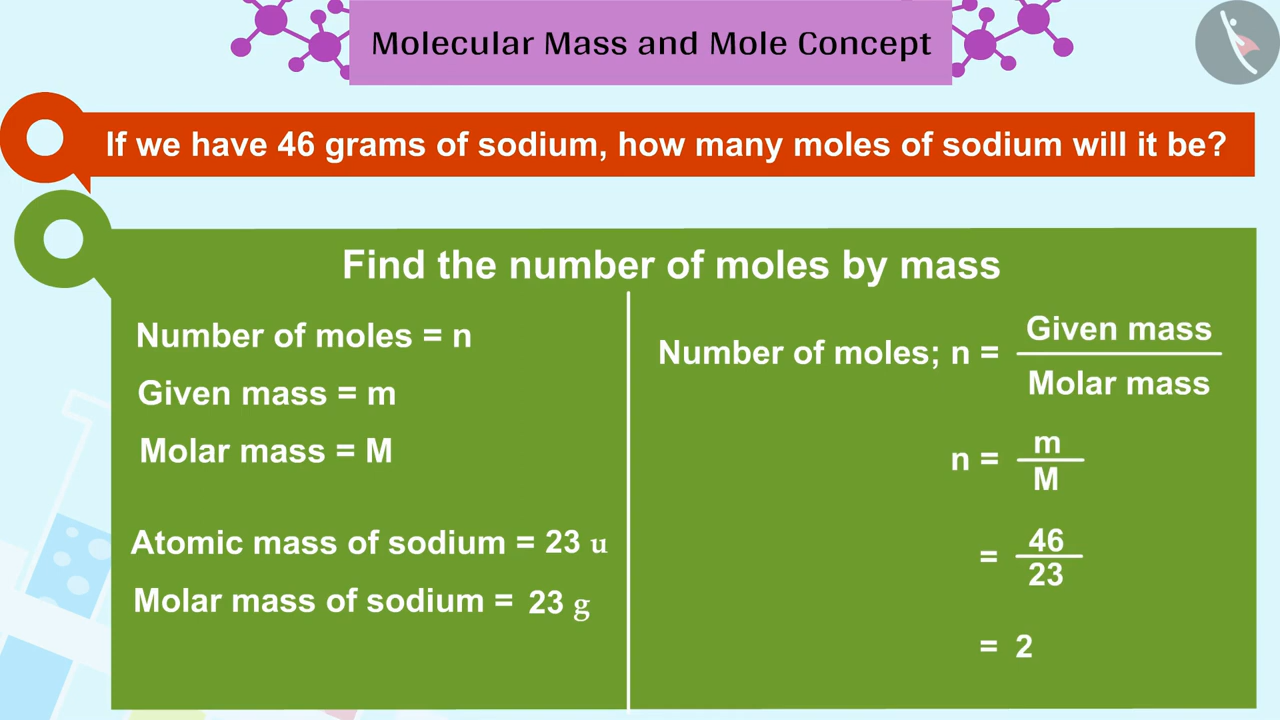 Molecular Mass and Mole Concept
If we have 46 grams of sodium, how many moles of sodium will it be?
Find the number of moles by mass
Number of moles = n
Given mass = m
Molar mass = M
Atomic mass of sodium = 23 u
Molar mass of sodium = 23 g
Number of moles; n = Given mass
Molar mass
n = m
M
= 46
23
= 2